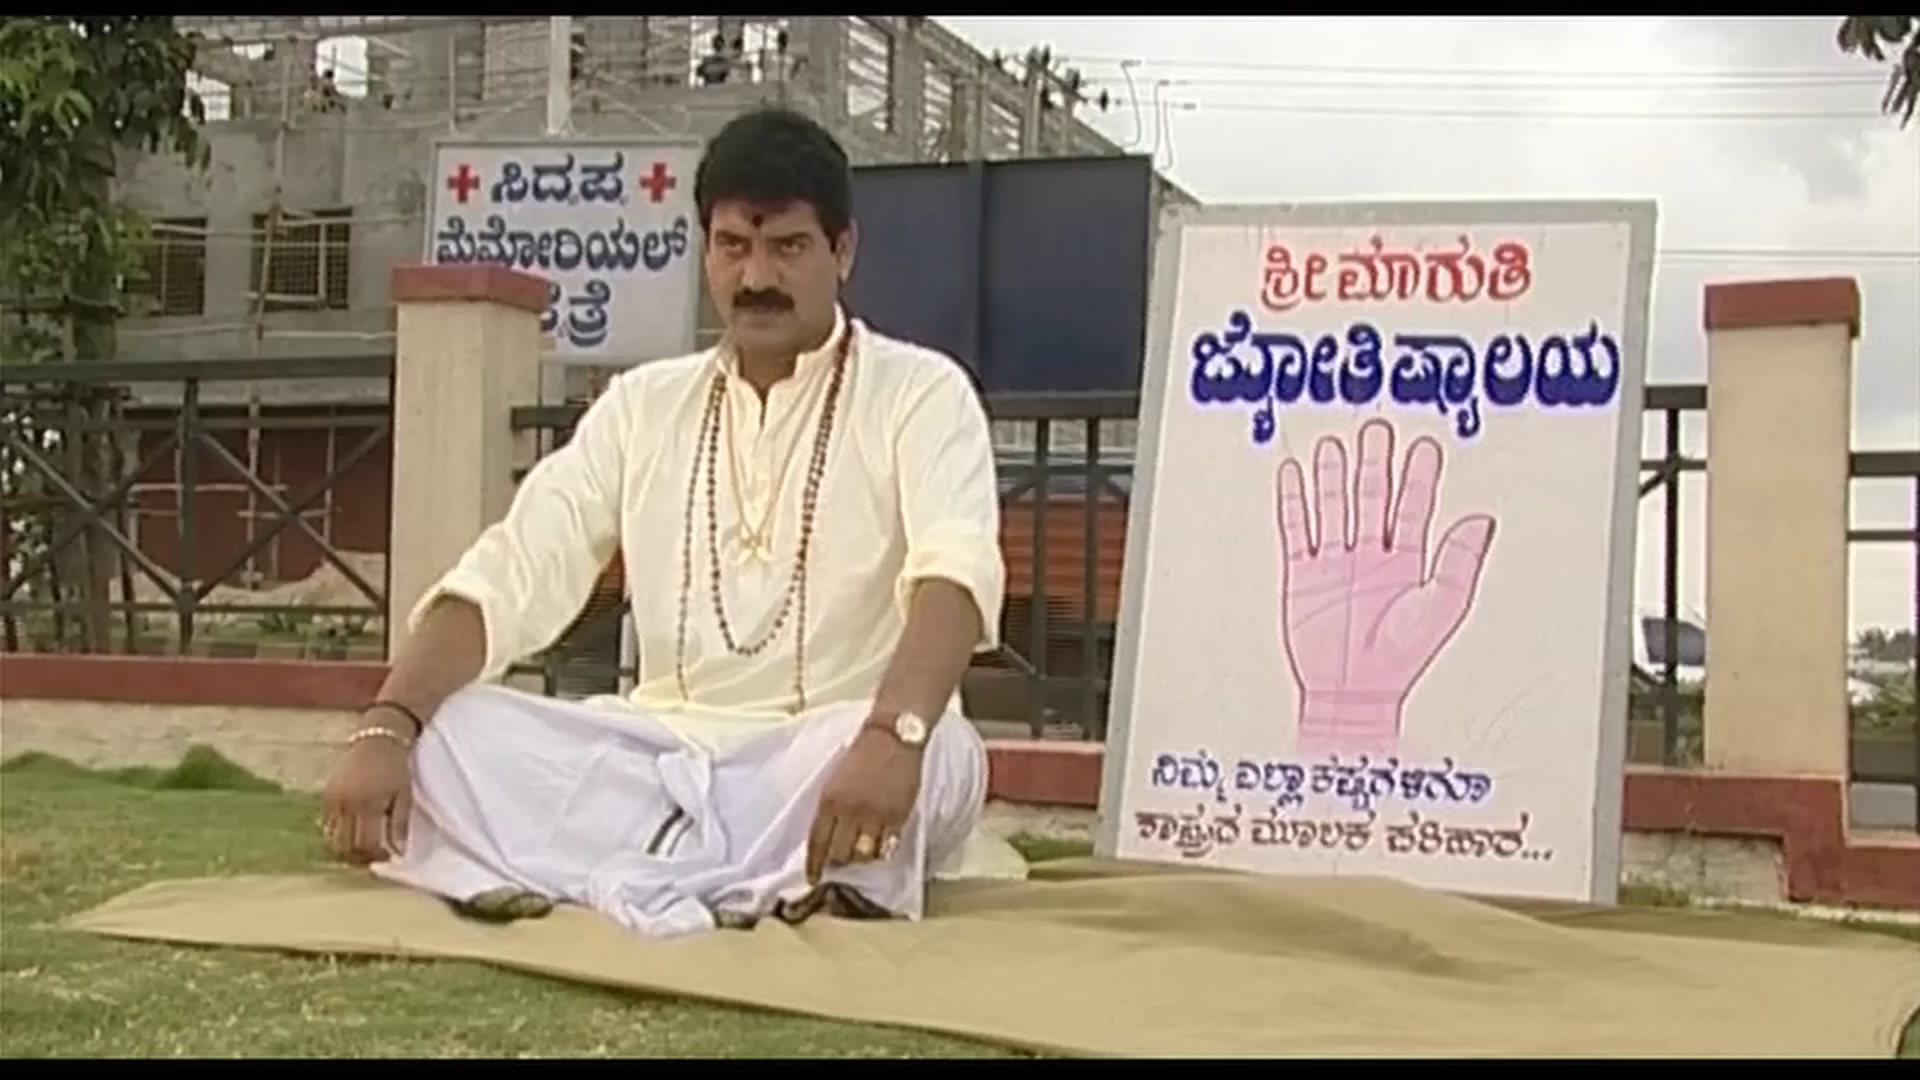 ಸಿದ್ದಪ್ಪ
ಮೆಮೋರಿಯಲ್
ಶ್ರೀ ಮಾರುತಿ
ಜ್ಯೋತಿಷ್ಯಾಲಯ
ನಿಮ್ಮ ಎಲ್ಲಾ ಕಷ್ಟಗಳಿಗೂ
ಶಾಸ್ತ್ರದ ಮೂಲಕ ಪರಿಹಾರ...